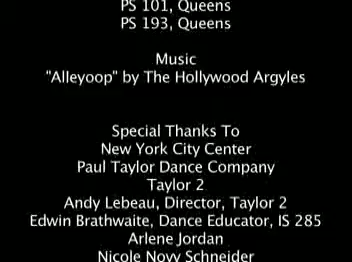 PS 101, Queens
PS 193, Queens
Music
"Alleyoop" by The Hollywood Argyles
Special Thanks To
New York City Center
Paul Taylor Dance Company
Taylor 2
Andy Lebeau, Director, Taylor 2
Edwin Brathwaite, Dance Educator, IS 285
Arlene Jordan
Nicole Novy Schneider